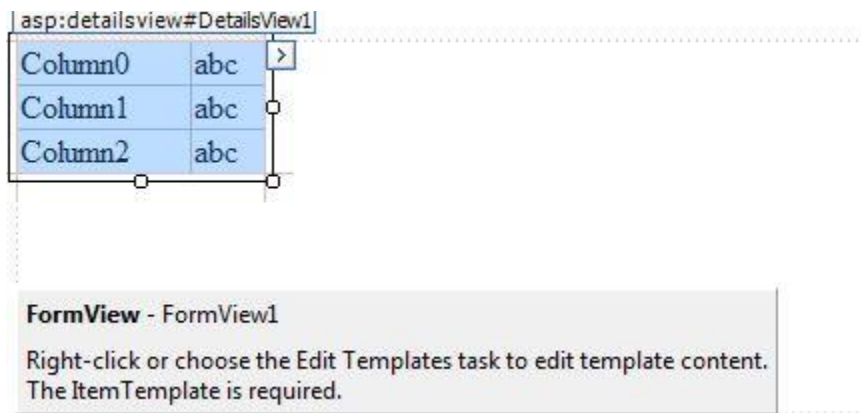 asp:detailsview#DetailsView1
Column0 abc >
Column1 abc
Column2 abc
FormView - FormView1
Right-click or choose the Edit Templates task to edit template content.
The ItemTemplate is required.